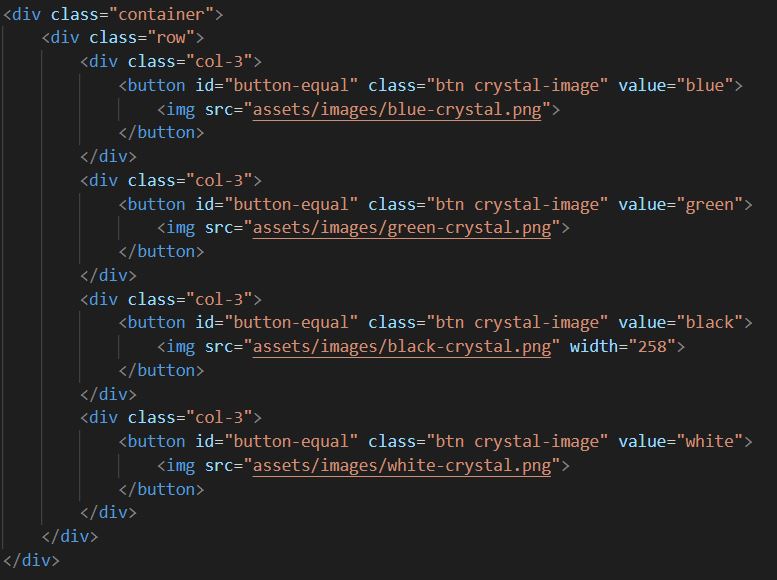 <div class="container">
    <div class="row">
        <div class="col-3">
            <button id="button-equal" class="btn crystal-image" value="blue">
                <img src="assets/images/blue-crystal.png">
            </button>
        </div>
        <div class="col-3">
            <button id="button-equal" class="btn crystal-image" value="green">
                <img src="assets/images/green-crystal.png">
            </button>
        </div>
        <div class="col-3">
            <button id="button-equal" class="btn crystal-image" value="black">
                <img src="assets/images/black-crystal.png" width="258">
            </button>
        </div>
        <div class="col-3">
            <button id="button-equal" class="btn crystal-image" value="white">
                <img src="assets/images/white-crystal.png">
            </button>
        </div>
    </div>
</div>